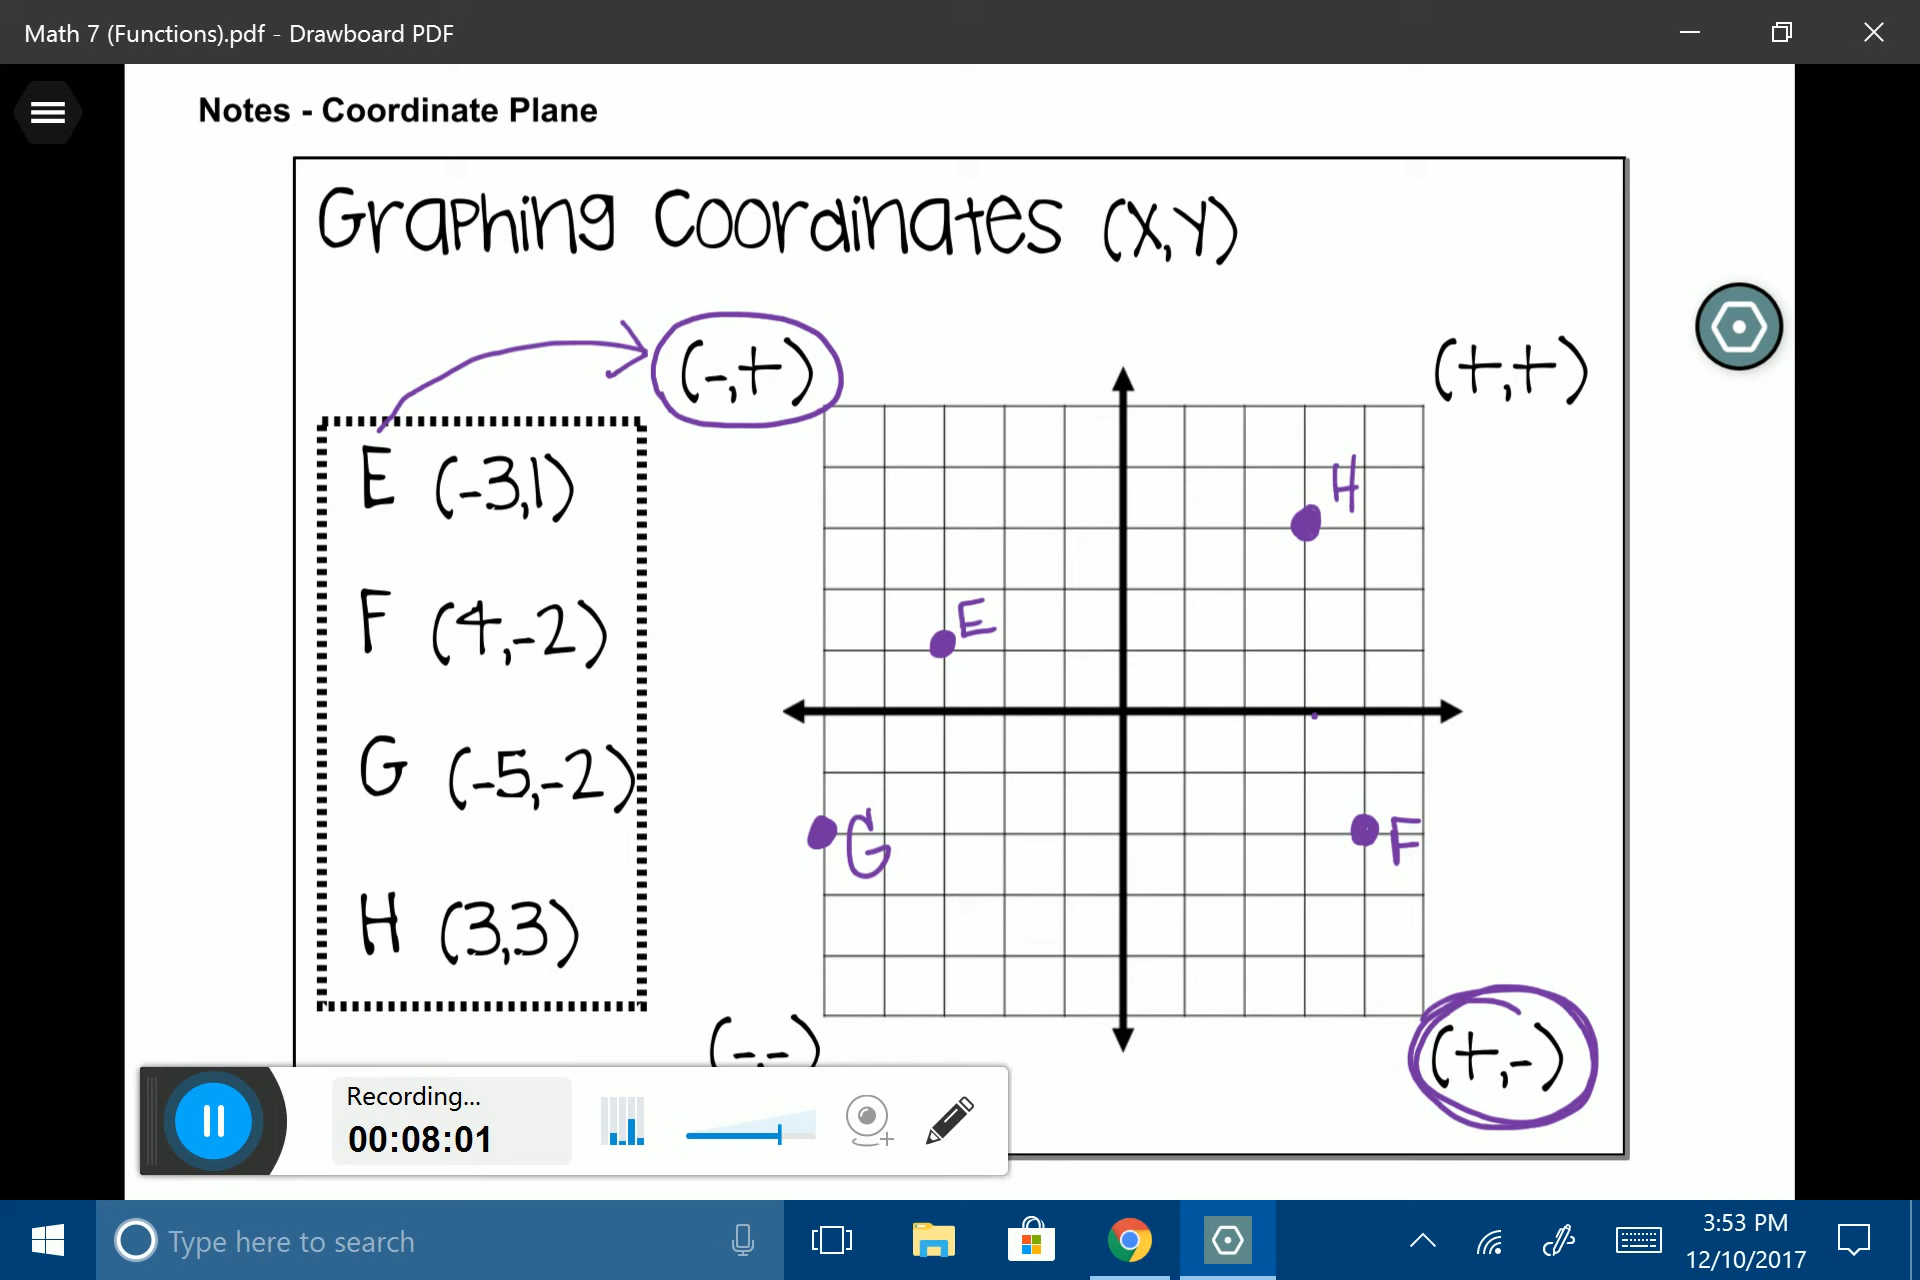 Math 7 (Functions).pdf - Drawboard PDF
Notes - Coordinate Plane
Graphing Coordinates (X,Y)
(-,+)
(+,+)
E (-3,1)
F (4,-2)
G (-5,-2)
H (3,3)
H
E
G
F
(-,-)
(+,-)
Recording...
00:08:01
Type here to search
3:53 PM
12/10/2017